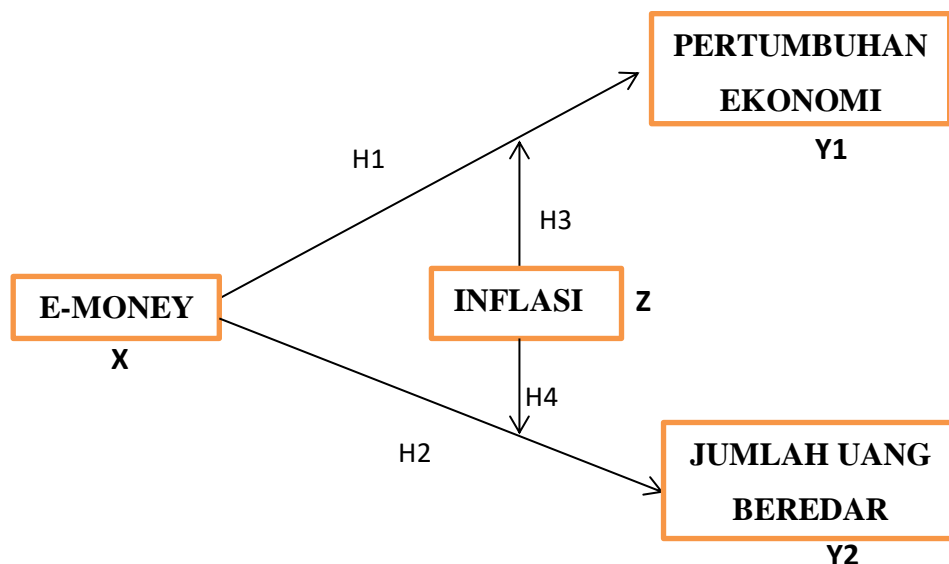 PERTUMBUHAN
EKONOMI
Y1
H1
H3
E-MONEY
X
INFLASI
Z
H4
H2
JUMLAH UANG
BEREDAR
Y2